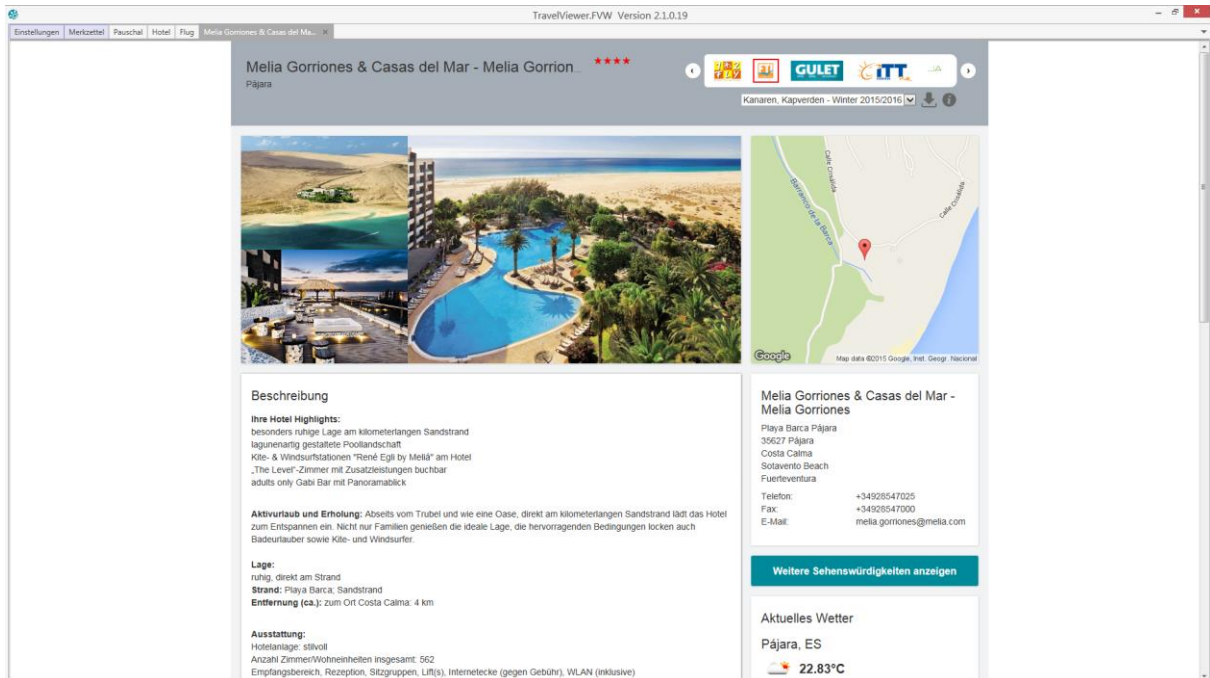 TravelViewer.FVW Version 2.1.0.19
Einstellungen Merkzettel Pauschal Hotel Flug Melia Gorriones & Casas del Ma...
Melia Gorriones & Casas del Mar - Melia Gorrion...
Pájara
GULET
iTT
Kanaren, Kapverden - Winter 2015/2016
Calle Crisálida
Calle Crisálida
Barranco de la Barca
Google
Map data ©2015 Google, Inst. Geogr. Nacional
Beschreibung
Ihre Hotel Highlights:
besonders ruhige Lage am kilometerlangen Sandstrand
lagunenartig gestaltete Poollandschaft
Kite- & Windsurfstationen "René Egli by Meliá" am Hotel
„The Level"-Zimmer mit Zusatzleistungen buchbar
adults only Gabi Bar mit Panoramablick
Aktivurlaub und Erholung: Abseits vom Trubel und wie eine Oase, direkt am kilometerlangen Sandstrand lädt das Hotel
zum Entspannen ein. Nicht nur Familien genießen die ideale Lage, die hervorragenden Bedingungen locken auch
Badeurlauber sowie Kite- und Windsurfer.
Lage:
ruhig, direkt am Strand
Strand: Playa Barca; Sandstrand
Entfernung (ca.): zum Ort Costa Calma: 4 km
Ausstattung:
Hotelanlage: stilvoll
Anzahl Zimmer/Wohneinheiten insgesamt: 562
Empfangsbereich, Rezeption, Sitzgruppen, Lift(s), Internetecke (gegen Gebühr), WLAN (inklusive)
Melia Gorriones & Casas del Mar -
Melia Gorriones
Playa Barca Pájara
35627 Pájara
Costa Calma
Sotavento Beach
Fuerteventura
Telefon: +34928547025
Fax: +34928547000
E-Mail: melia.gorriones@melia.com
Weitere Sehenswürdigkeiten anzeigen
Aktuelles Wetter
Pájara, ES
22.83°C